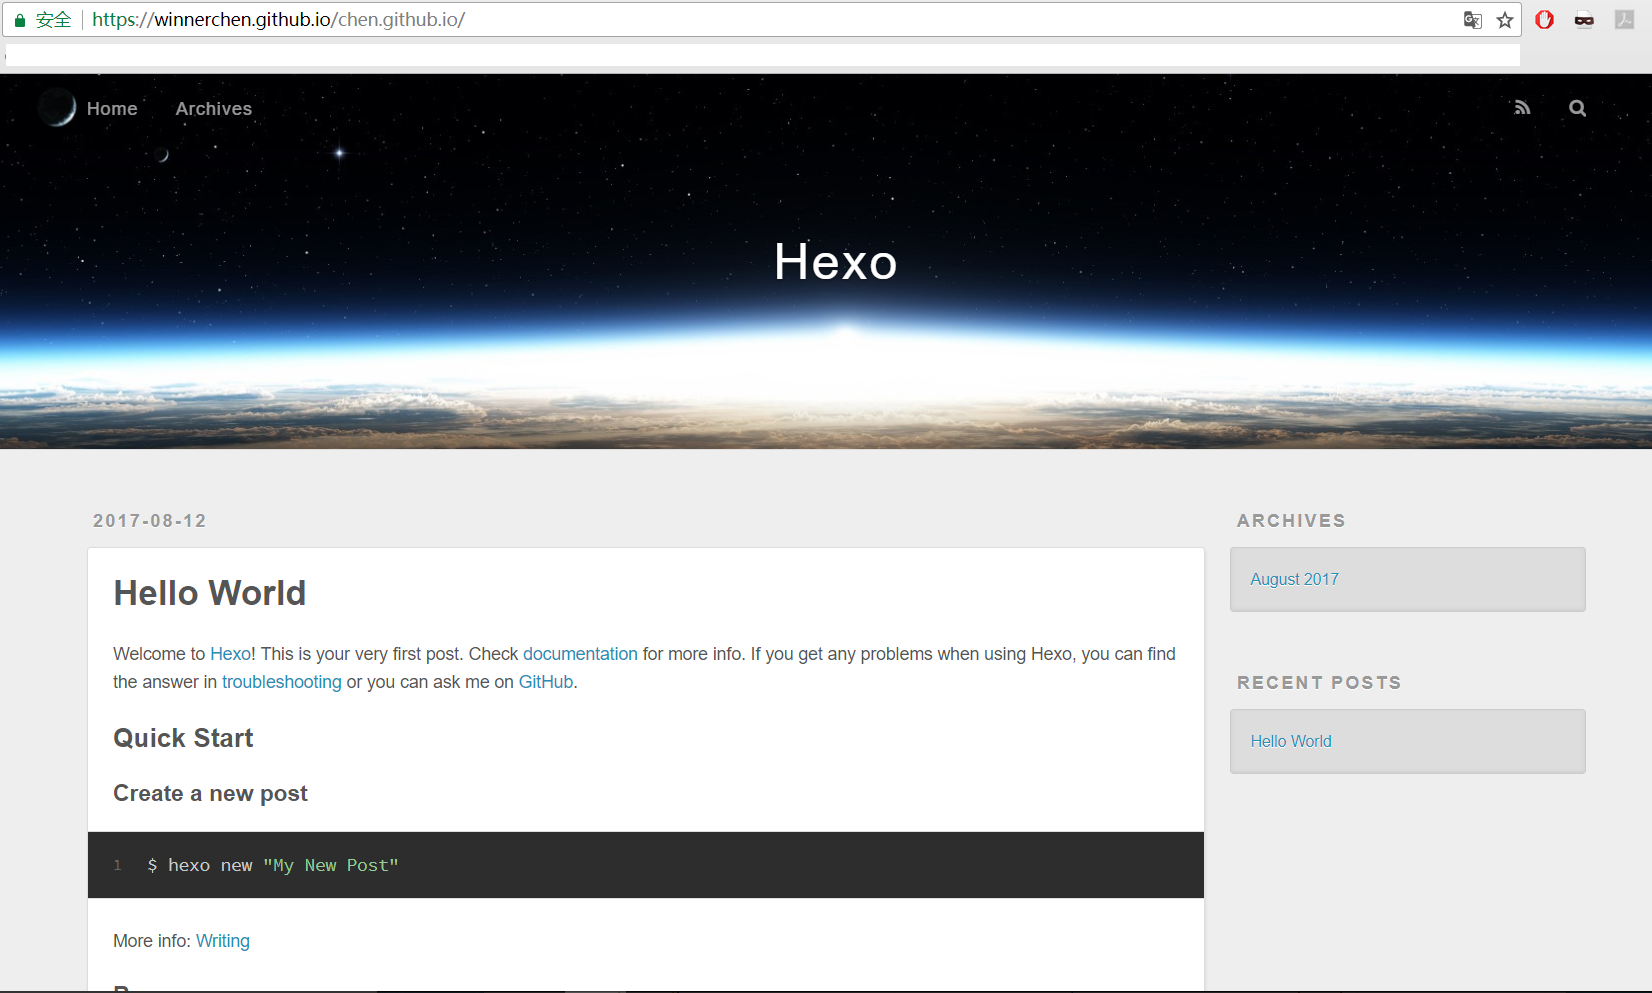 安全 https://winnerchen.github.io/chen.github.io/
Home Archives
Hexo
2017-08-12
Hello World
Welcome to Hexo! This is your very first post. Check documentation for more info. If you get any problems when using Hexo, you can find
the answer in troubleshooting or you can ask me on GitHub.
Quick Start
Create a new post
1 $ hexo new "My New Post"
More info: Writing
ARCHIVES
August 2017
RECENT POSTS
Hello World